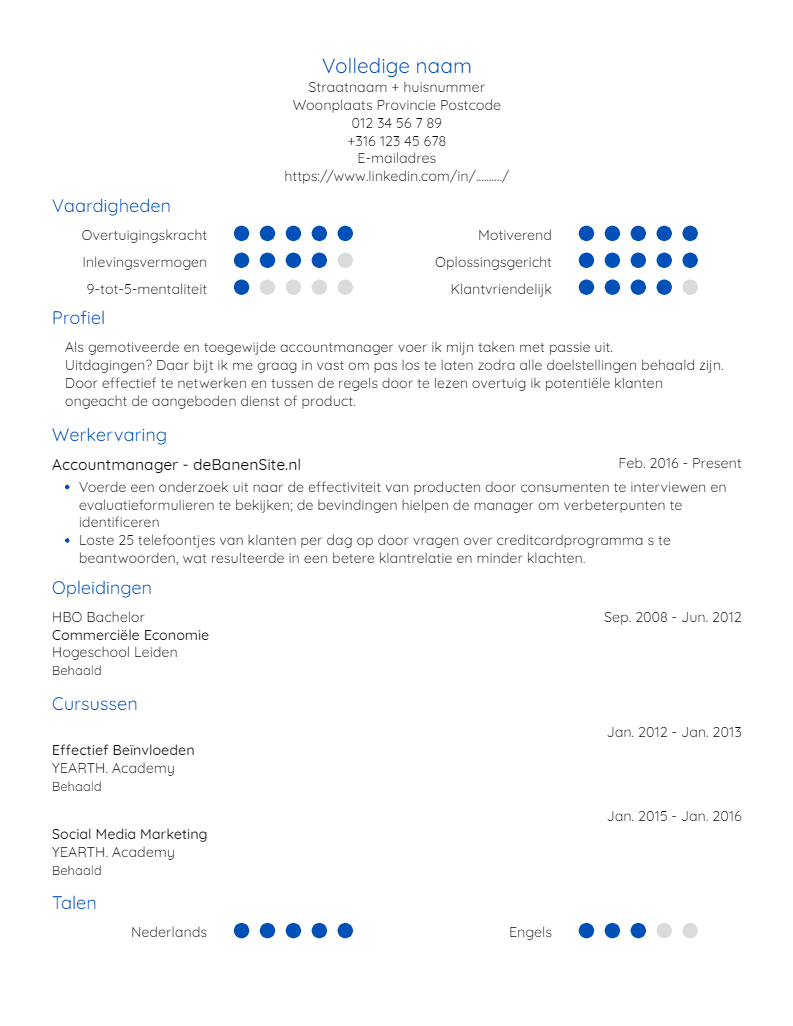 Volledige naam
Straatnaam + huisnummer
Woonplaats Provincie Postcode
012 34 56 7 89
+316 123 45 678
E-mailadres
https://www.linkedin.com/in/........../
Vaardigheden
Overtuigingskracht
Motiverend
Inlevingsvermogen
Oplossingsgericht
9-tot-5-mentaliteit
Klantvriendelijk
Profiel
Als gemotiveerde en toegewijde accountmanager voer ik mijn taken met passie uit.
Uitdagingen? Daar bijt ik me graag in vast om pas los te laten zodra alle doelstellingen behaald zijn.
Door effectief te netwerken en tussen de regels door te lezen overtuig ik potentiële klanten
ongeacht de aangeboden dienst of product.
Werkervaring
Accountmanager - deBanenSite.nl
Feb. 2016 - Present
• Voerde een onderzoek uit naar de effectiviteit van producten door consumenten te interviewen en
evaluatieformulieren te bekijken; de bevindingen hielpen de manager om verbeterpunten te
identificeren
• Loste 25 telefoontjes van klanten per dag op door vragen over creditcardprogramma s te
beantwoorden, wat resulteerde in een betere klantrelatie en minder klachten.
Opleidingen
HBO Bachelor
Sep. 2008 - Jun. 2012
Commerciële Economie
Hogeschool Leiden
Behaald
Cursussen
Jan. 2012 - Jan. 2013
Effectief Beïnvloeden
YEARTH. Academy
Behaald
Jan. 2015 - Jan. 2016
Social Media Marketing
YEARTH. Academy
Behaald
Talen
Nederlands
Engels